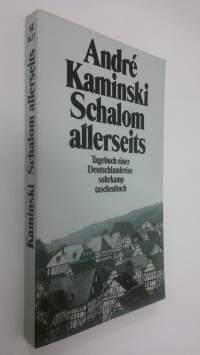 André
Kaminski
Schalom
allerseits
Tagebuch einer
Deutschlandreise
suhrkamp
taschenbuch
Kaminski Schalom allerseits